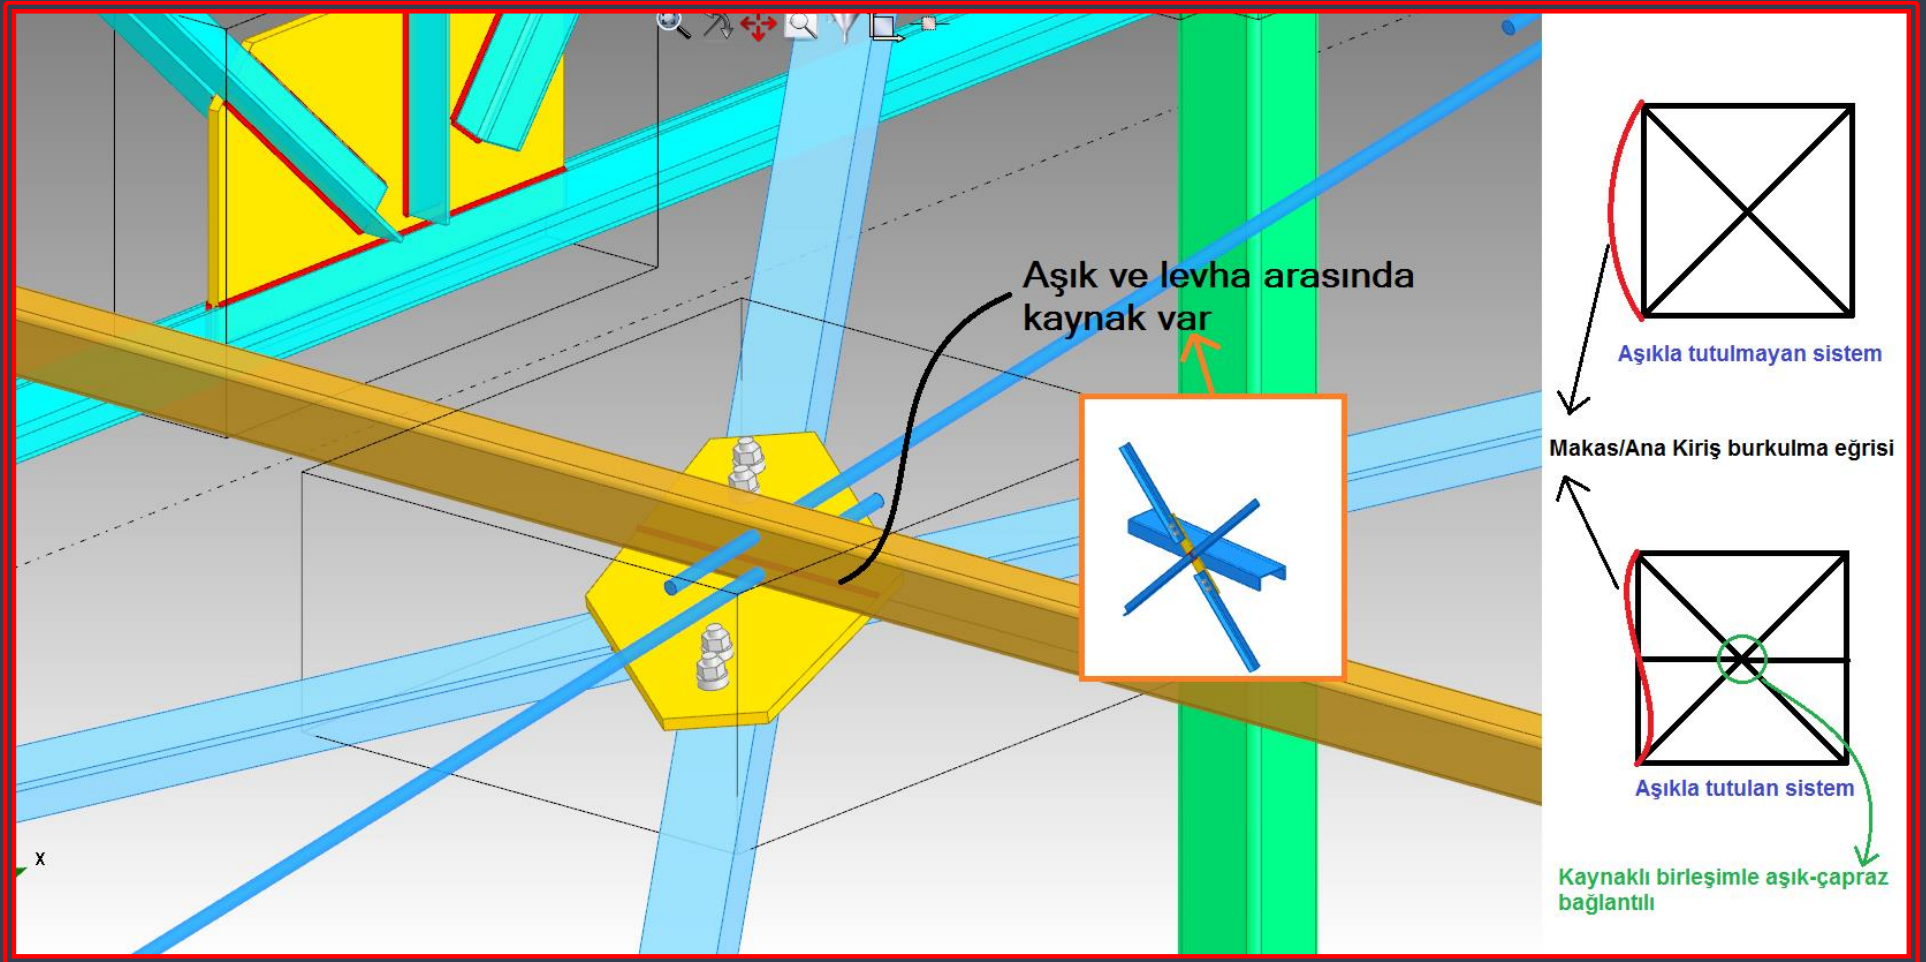 Aşık ve levha arasında
kaynak var
Aşıkla tutulmayan sistem
Makas/Ana Kiriş burkulma eğrisi
Aşıkla tutulan sistem
Kaynaklı birleşimle aşık-çapraz
bağlantılı
X